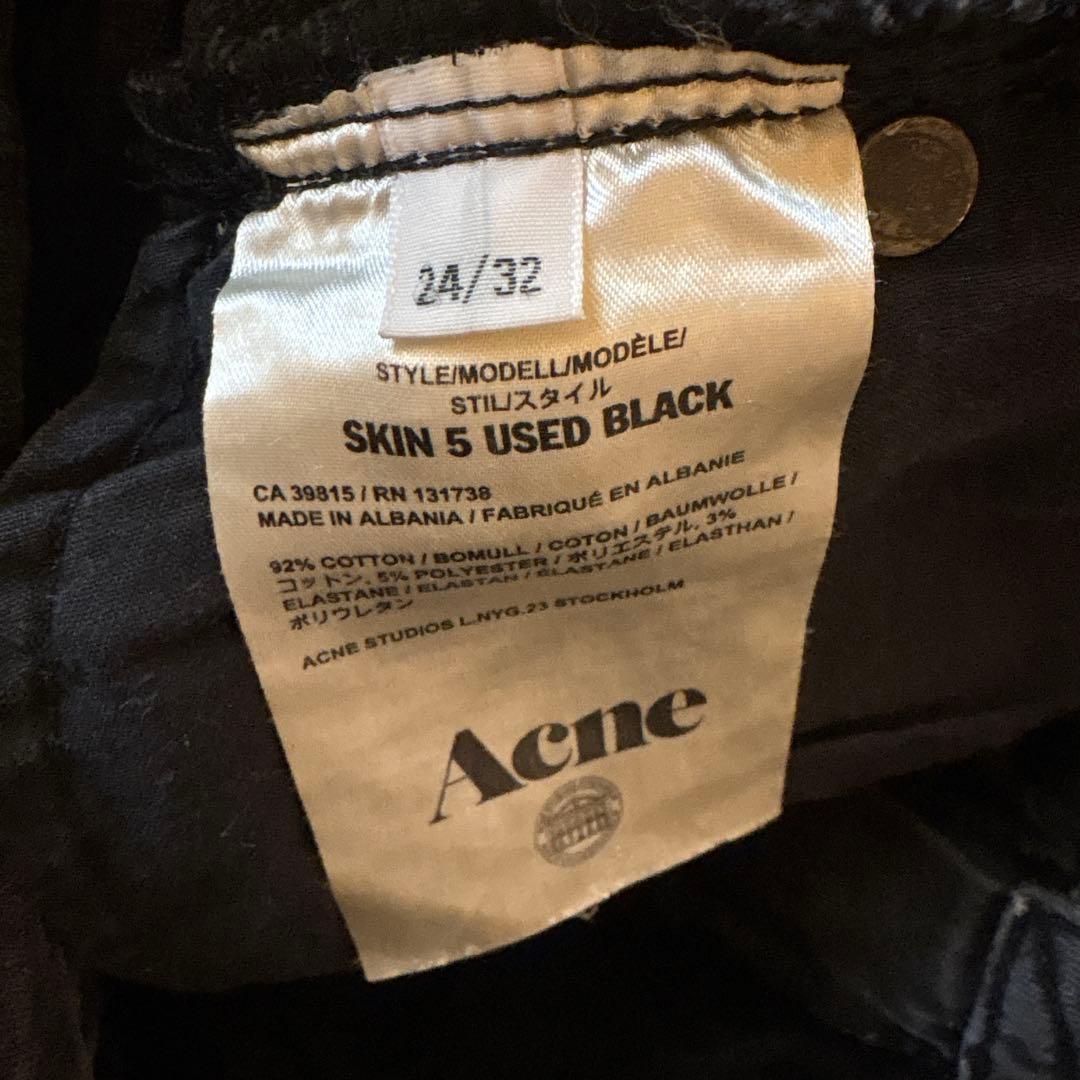 24/32
STYLE/MODELL/MODÈLE/
STIL/スタイル
SKIN 5 USED BLACK
CA 39815 / RN 131738
MADE IN ALBANIA / FABRIQUÉ EN ALBANIE
92% COTTON / BOMULL / COTON / BAUMWOLLE /
コットン, 5% POLYESTER / ポリエステル, 3%
ELASTANE / ELASTAN / ELASTANE / ELASTHAN /
ポリウレタン
ACNE STUDIOS L.NYG.23 STOCKHOLM
Acne